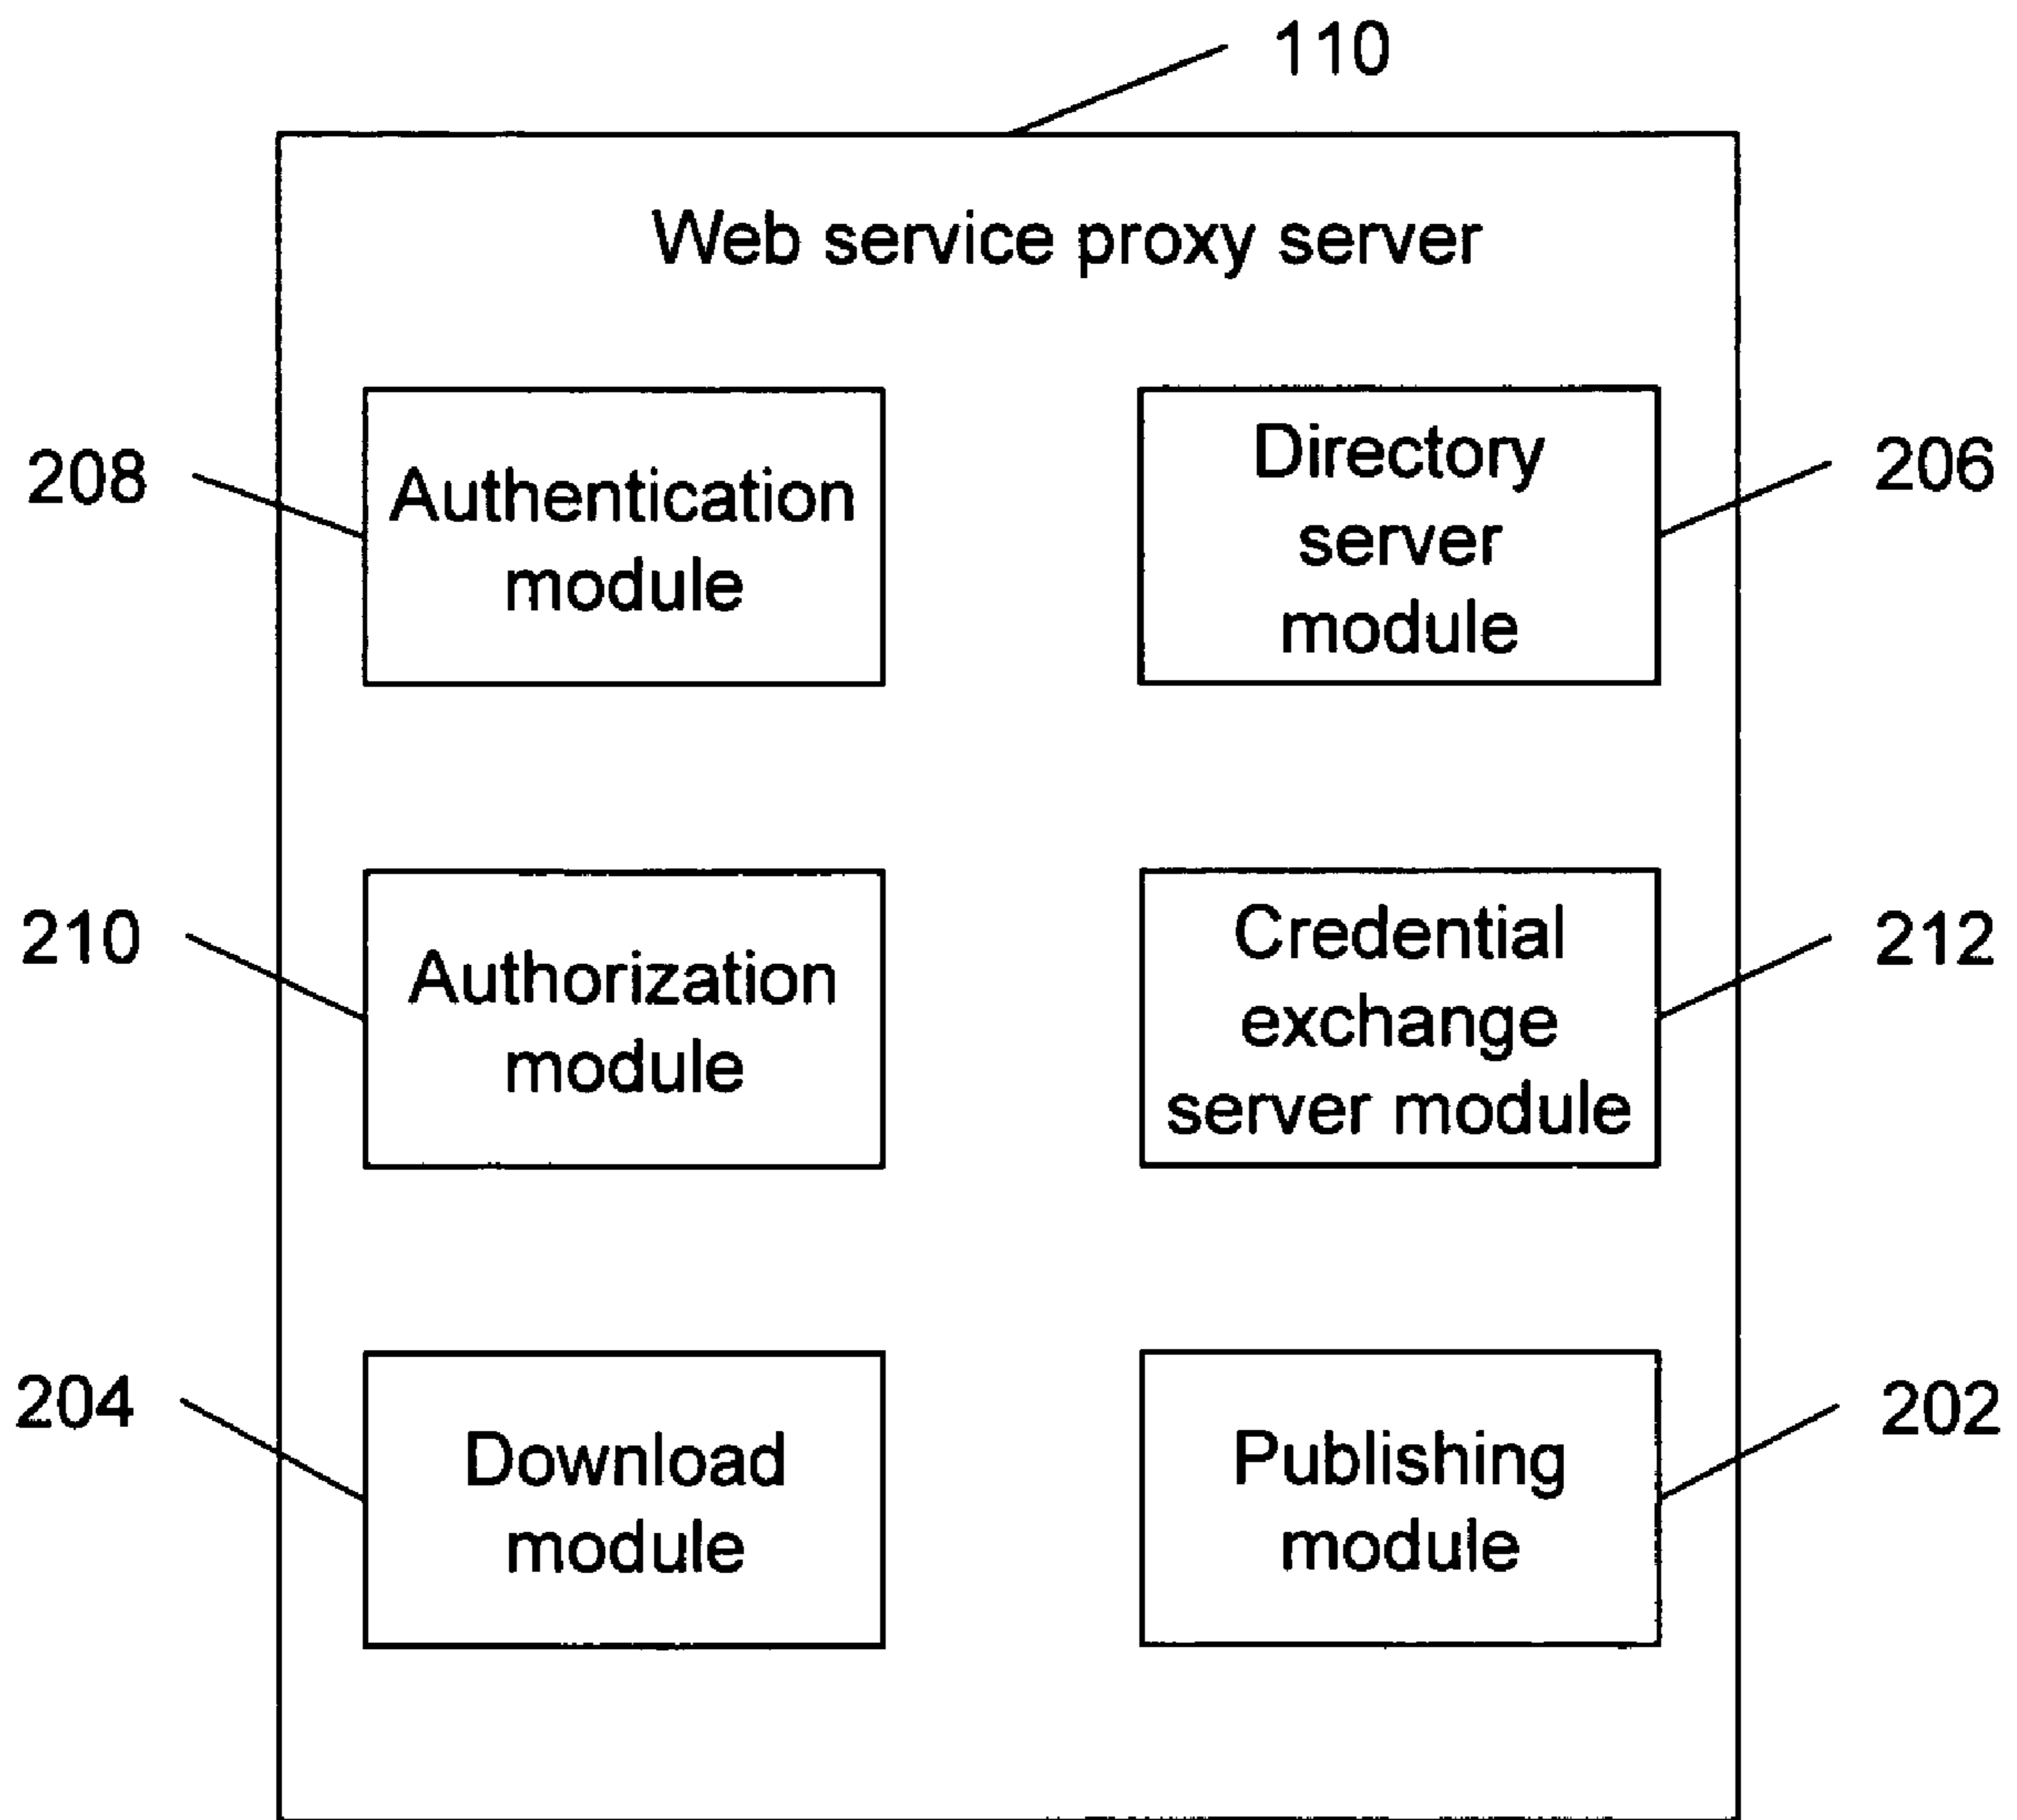 110
Web service proxy server
208
Authentication
module
Directory
server
module
206
210
Authorization
module
Credential
exchange
server module
212
204
Download
module
Publishing
module
202